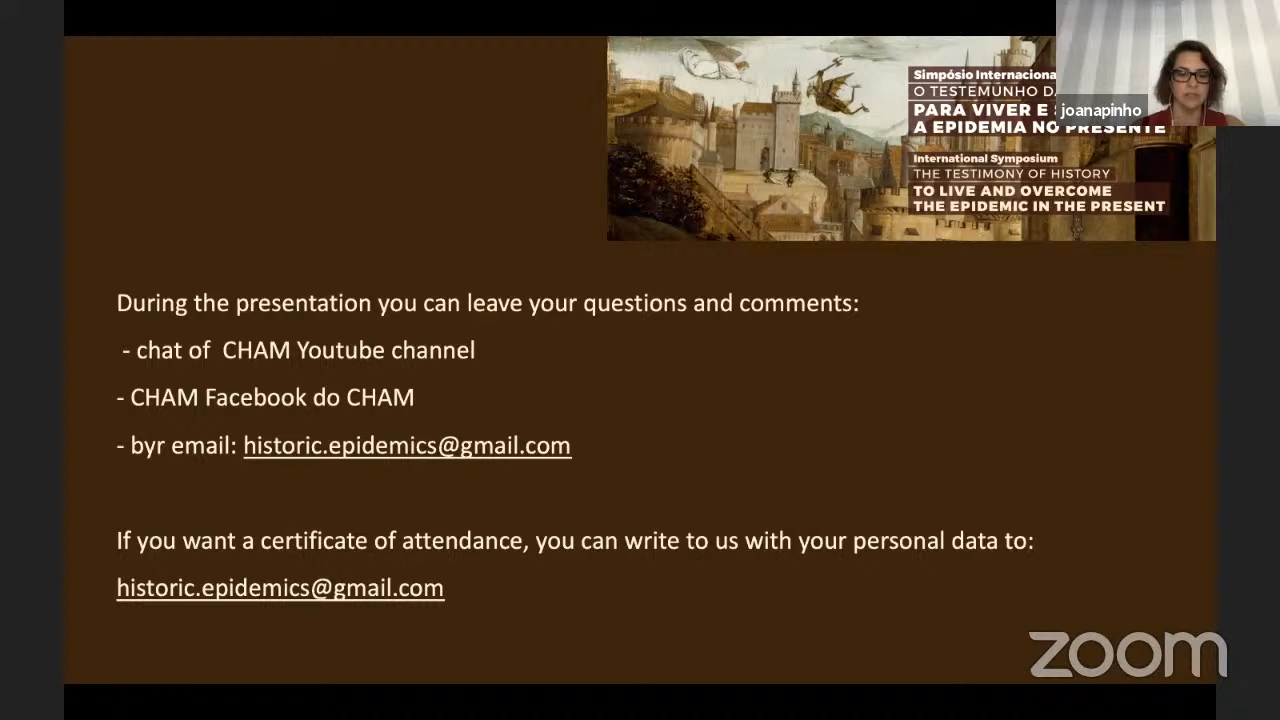 Simpósio Internaciona
O TESTEMUNHO DA
PARA VIVER E
A EPIDEMIA NO PRESENTE
joanapinho
International Symposium
THE TESTIMONY OF HISTORY
TO LIVE AND OVERCOME
THE EPIDEMIC IN THE PRESENT
During the presentation you can leave your questions and comments:
- chat of CHAM Youtube channel
- CHAM Facebook do CHAM
- byr email: historic.epidemics@gmail.com
If you want a certificate of attendance, you can write to us with your personal data to:
historic.epidemics@gmail.com
zoom